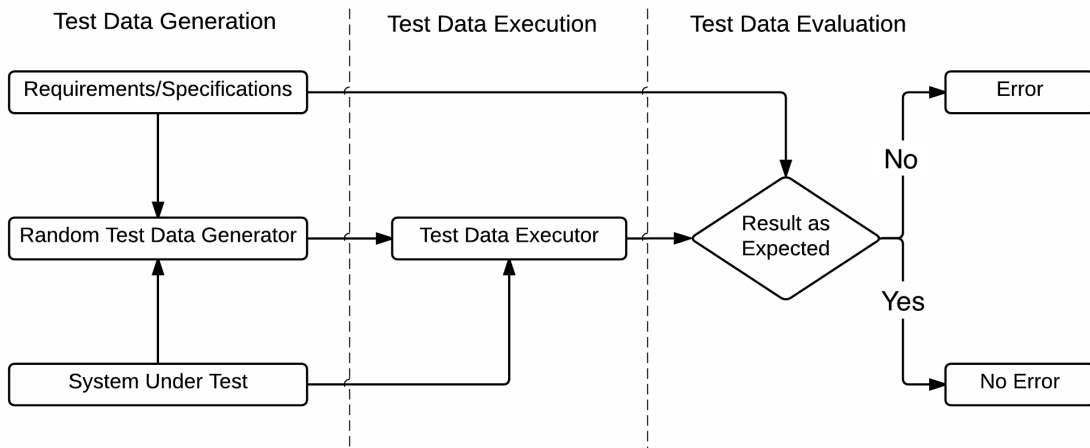 Test Data Generation
Test Data Execution
Test Data Evaluation
Requirements/Specifications
Error
No
Random Test Data Generator
Test Data Executor
Result as
Expected
Yes
System Under Test
No Error